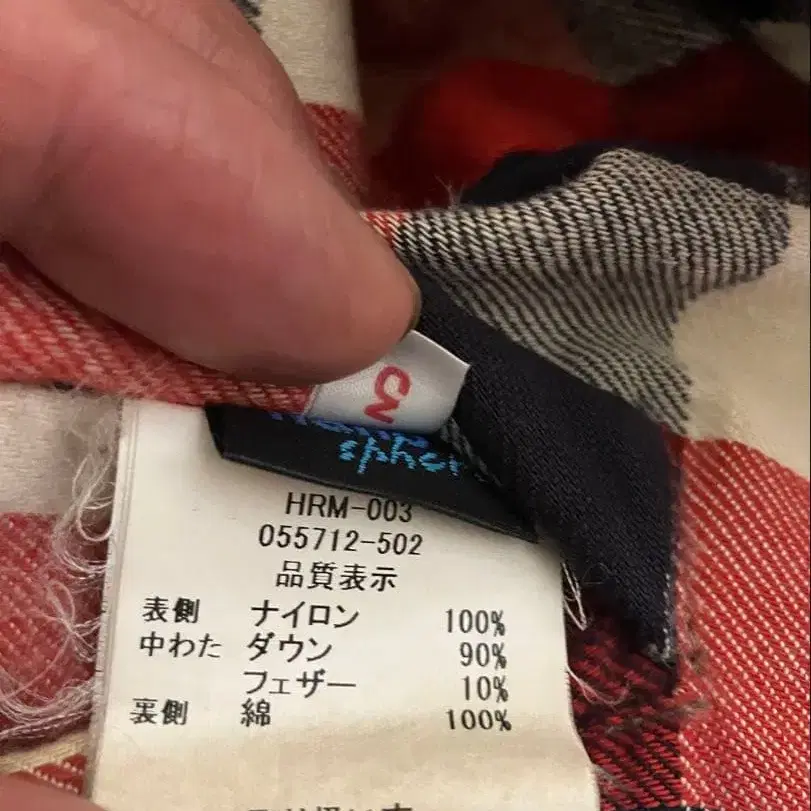 CN
HRM-003
055712-502
品質表示
表側 ナイロン 100%
中わた ダウン 90%
フェザー 10%
裏側 綿 100%